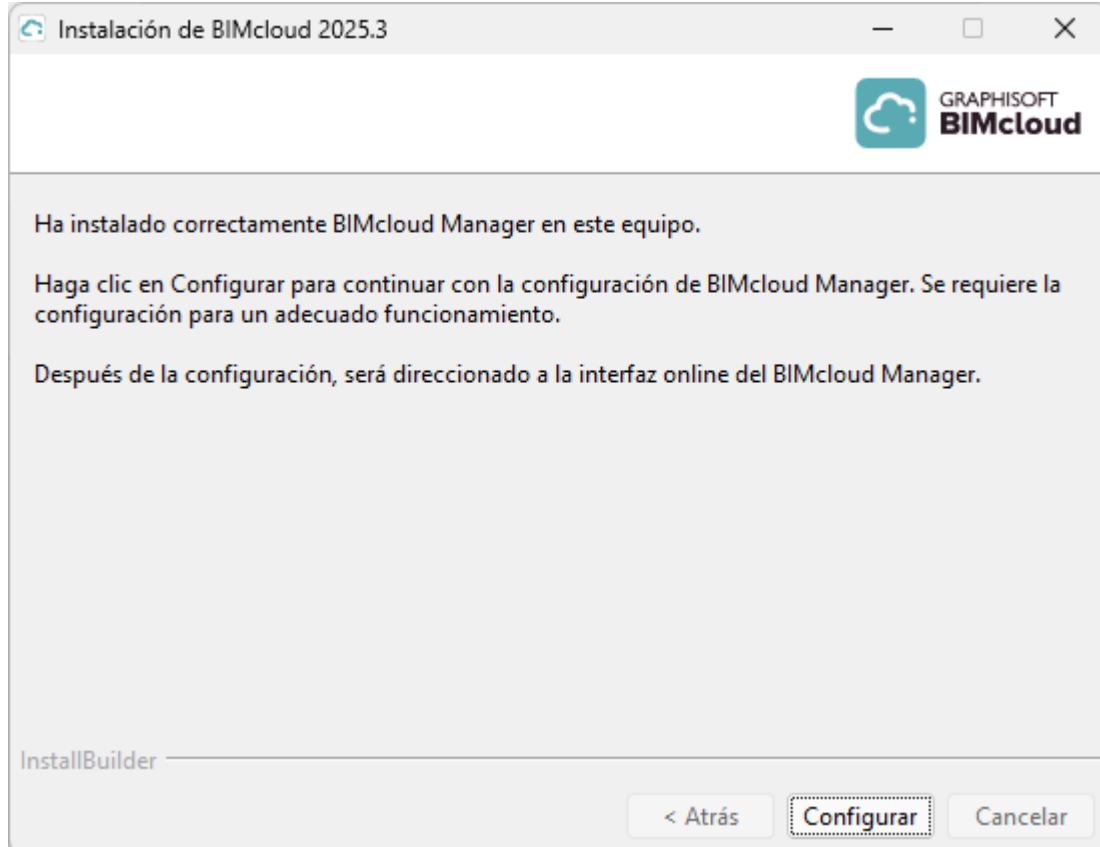 Instalación de BIMcloud 2025.3
GRAPHISOFT
BIMcloud
Ha instalado correctamente BIMcloud Manager en este equipo.
Haga clic en Configurar para continuar con la configuración de BIMcloud Manager. Se requiere la
configuración para un adecuado funcionamiento.
Después de la configuración, será direccionado a la interfaz online del BIMcloud Manager.
InstallBuilder
< Atrás
Configurar
Cancelar